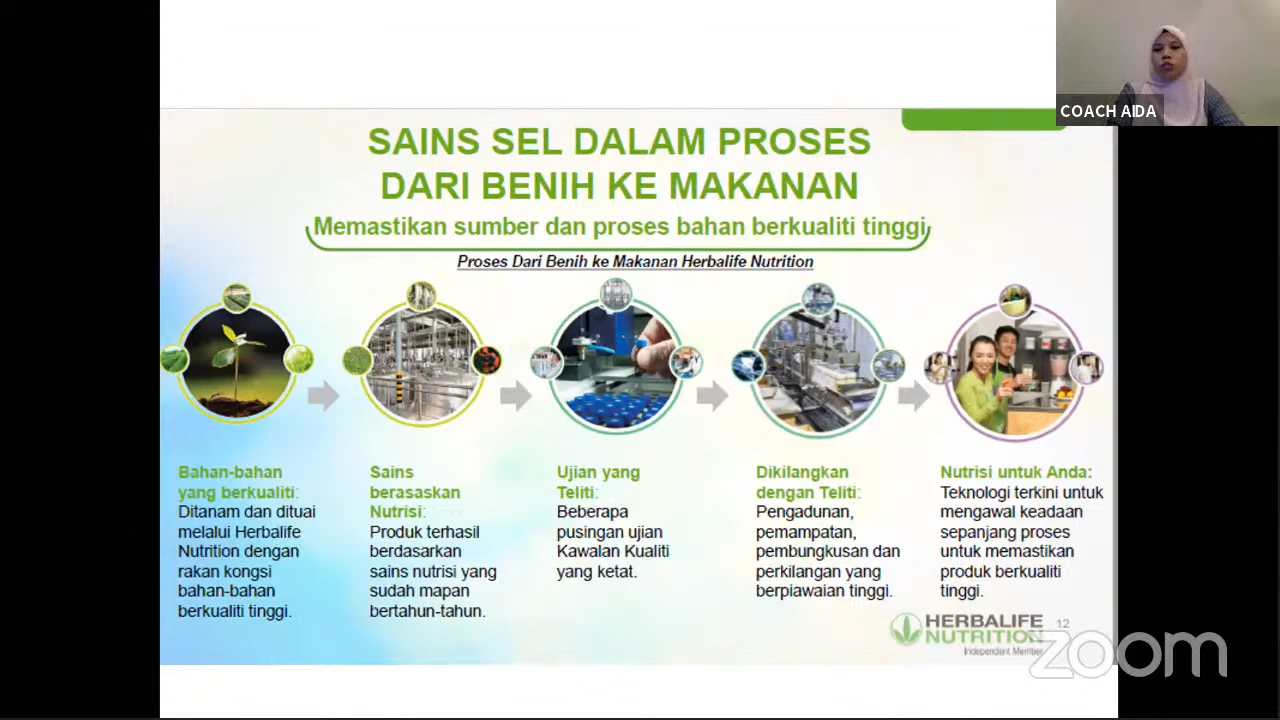 COACH AIDA
SAINS SEL DALAM PROSES
DARI BENIH KE MAKANAN
Memastikan sumber dan proses bahan berkualiti tinggi
Proses Dari Benih ke Makanan Herbalife Nutrition
Bahan-bahan
yang berkualiti:
Ditanam dan dituai
melalui Herbalife
Nutrition dengan
rakan kongsi
bahan-bahan
berkualiti tinggi.
Sains
berasaskan
Nutrisi:
Produk terhasil
berdasarkan
sains nutrisi yang
sudah mapan
bertahun-tahun.
Ujian yang
Teliti:
Beberapa
pusingan ujian
Kawalan Kualiti
yang ketat.
Dikilangkan
dengan Teliti:
Pengadunan,
pemampatan,
pembungkusan dan
perkilangan yang
berpiawaian tinggi.
Nutrisi untuk Anda:
Teknologi terkini untuk
mengawal keadaan
sepanjang proses
untuk memastikan
produk berkualiti
tinggi.
HERBALIFE
NUTRITION
Independent Member
12
zoom